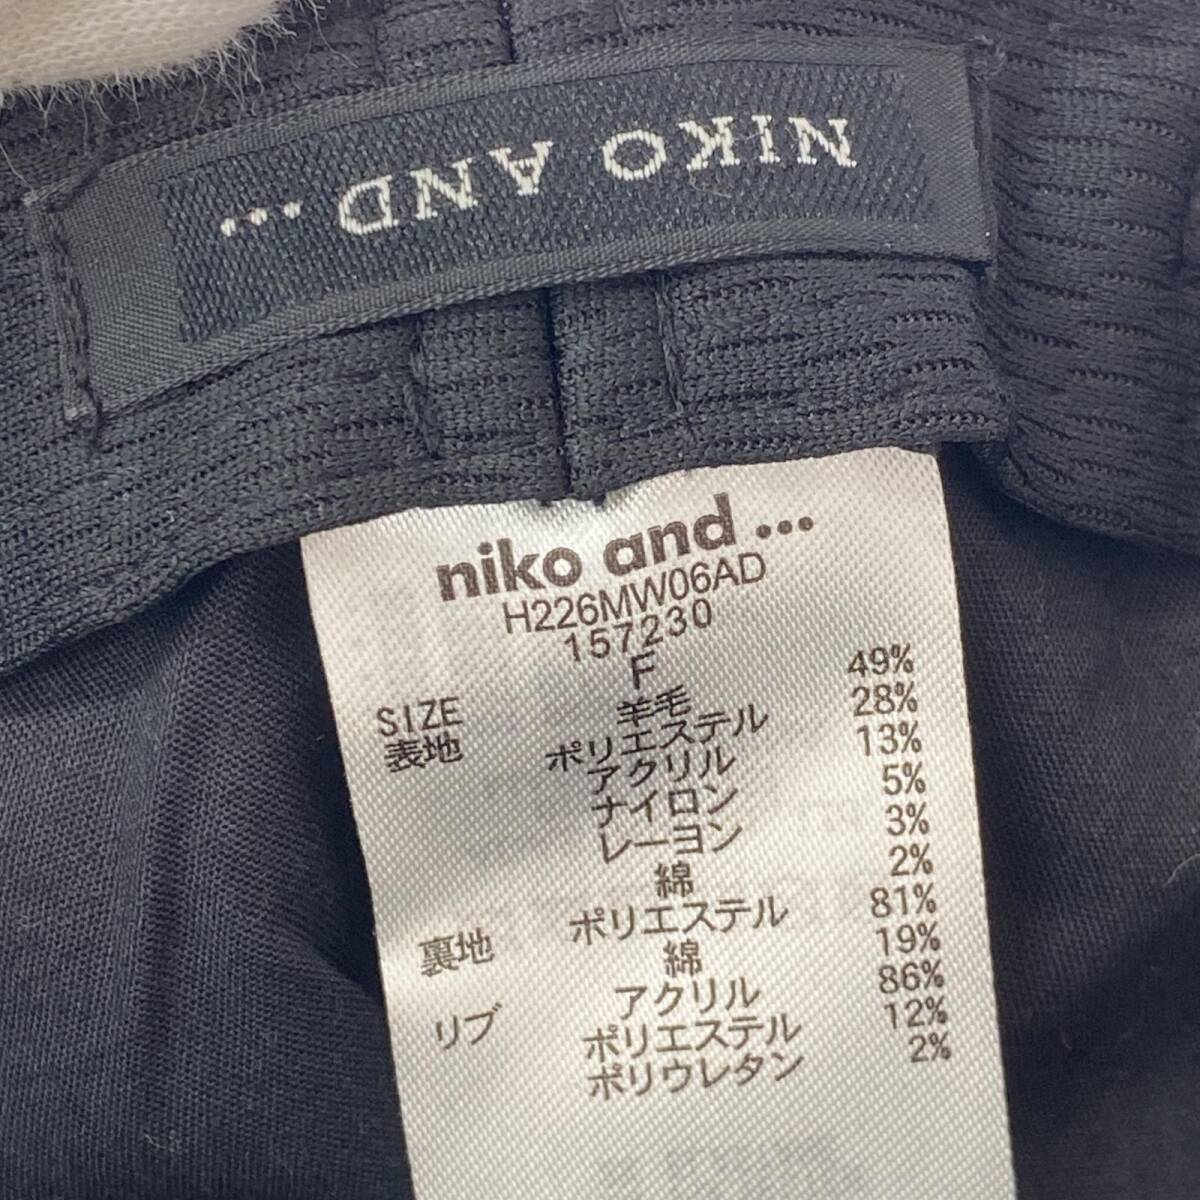 NIKO AND ...
niko and ...
H226MW06AD
157230
SIZE F
表地 羊毛 49%
ポリエステル 28%
アクリル 13%
ナイロン 5%
レーヨン 3%
綿 2%
裏地 ポリエステル 81%
綿 19%
リブ アクリル 86%
ポリエステル 12%
ポリウレタン 2%